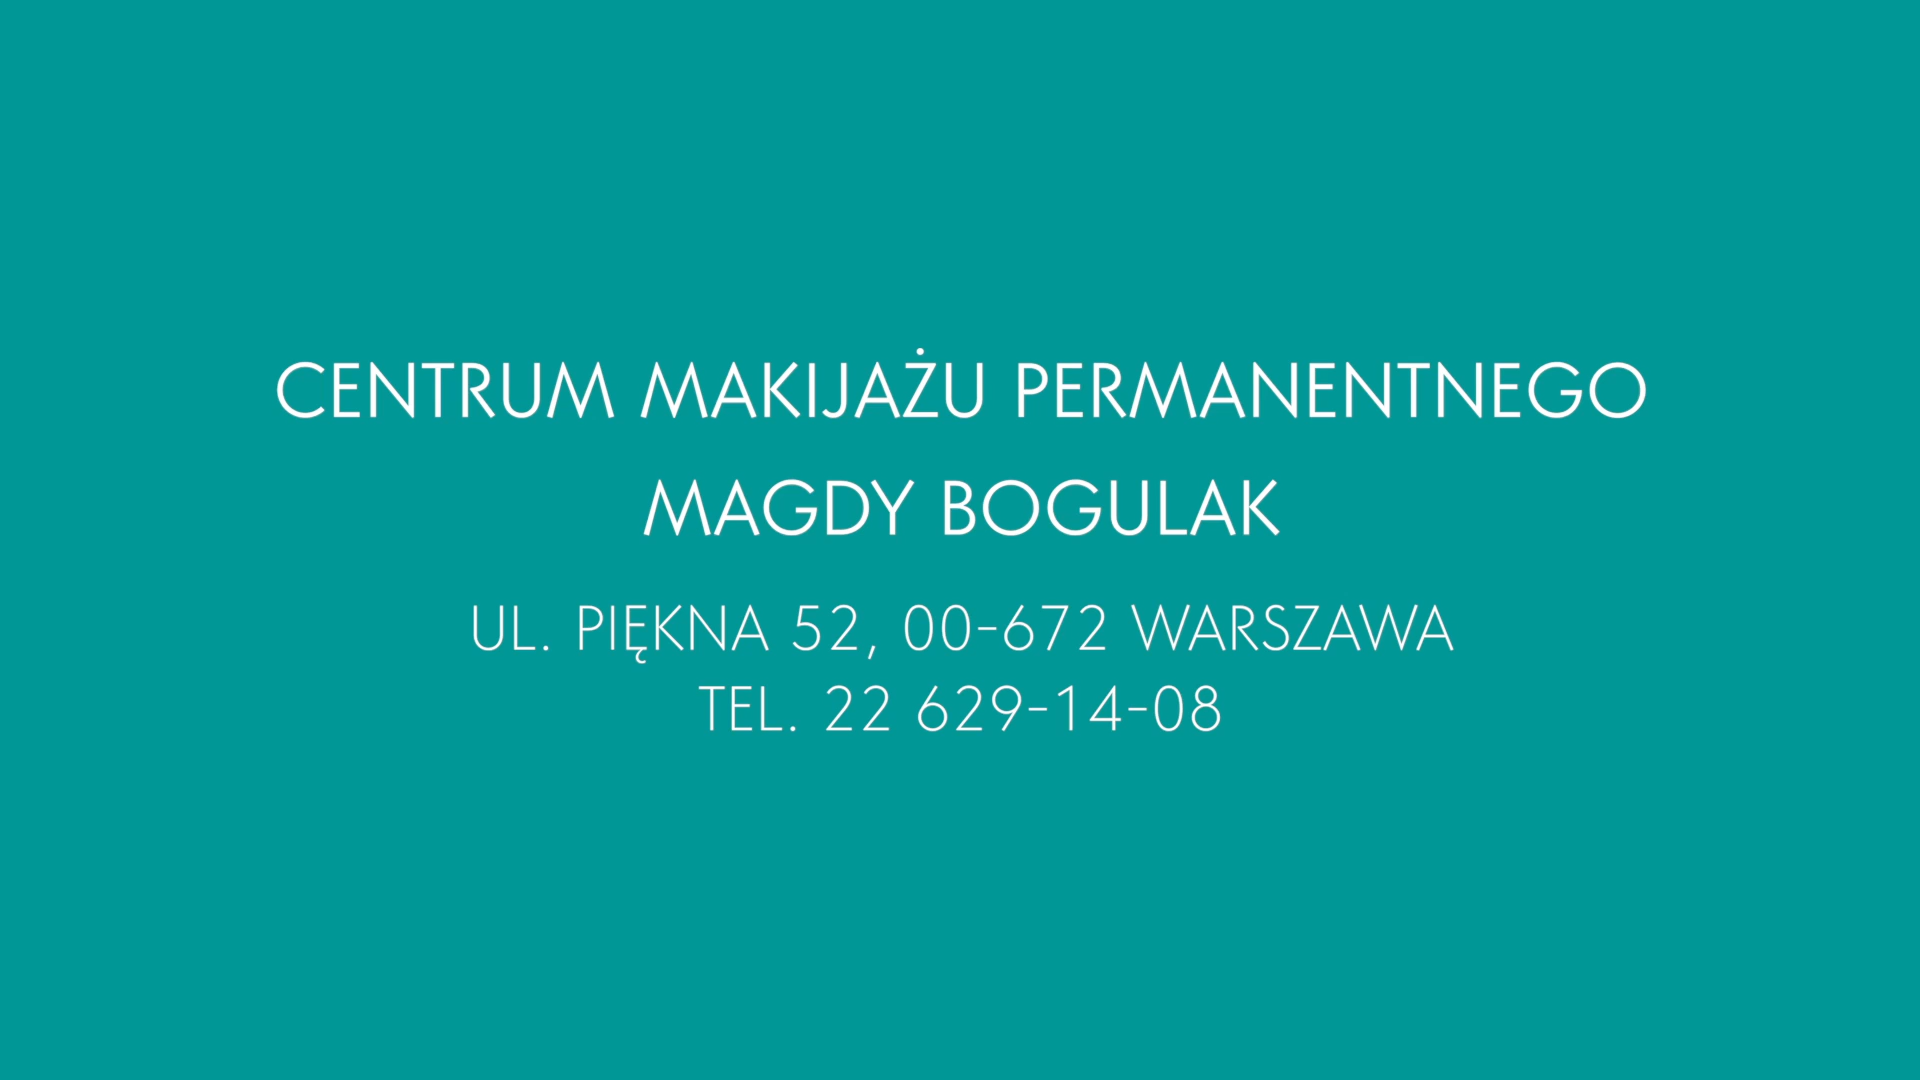 CENTRUM MAKIJAŻU PERMANENTNEGO
MAGDY BOGULAK
UL. PIĘKNA 52, 00-672 WARSZAWA
TEL. 22 629-14-08